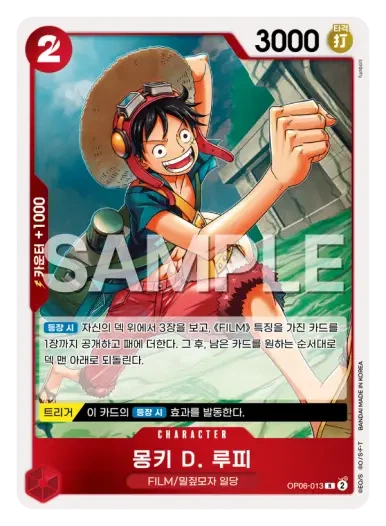 2
3000
타격
打
⚡카운터 +1000
SAMPLE
등장 시 자신의 덱 위에서 3장을 보고, 《FILM》 특징을 가진 카드를
1장까지 공개하고 패에 더한다. 그 후, 남은 카드를 원하는 순서대로
덱 맨 아래로 되돌린다.
트리거 이 카드의 등장 시 효과를 발동한다.
BANDAI MADE IN KOREA
CHARACTER
몽키 D. 루피
FILM/밀짚모자 일당
©E.O/S ©O/S·F·T
OP06-013 R 2